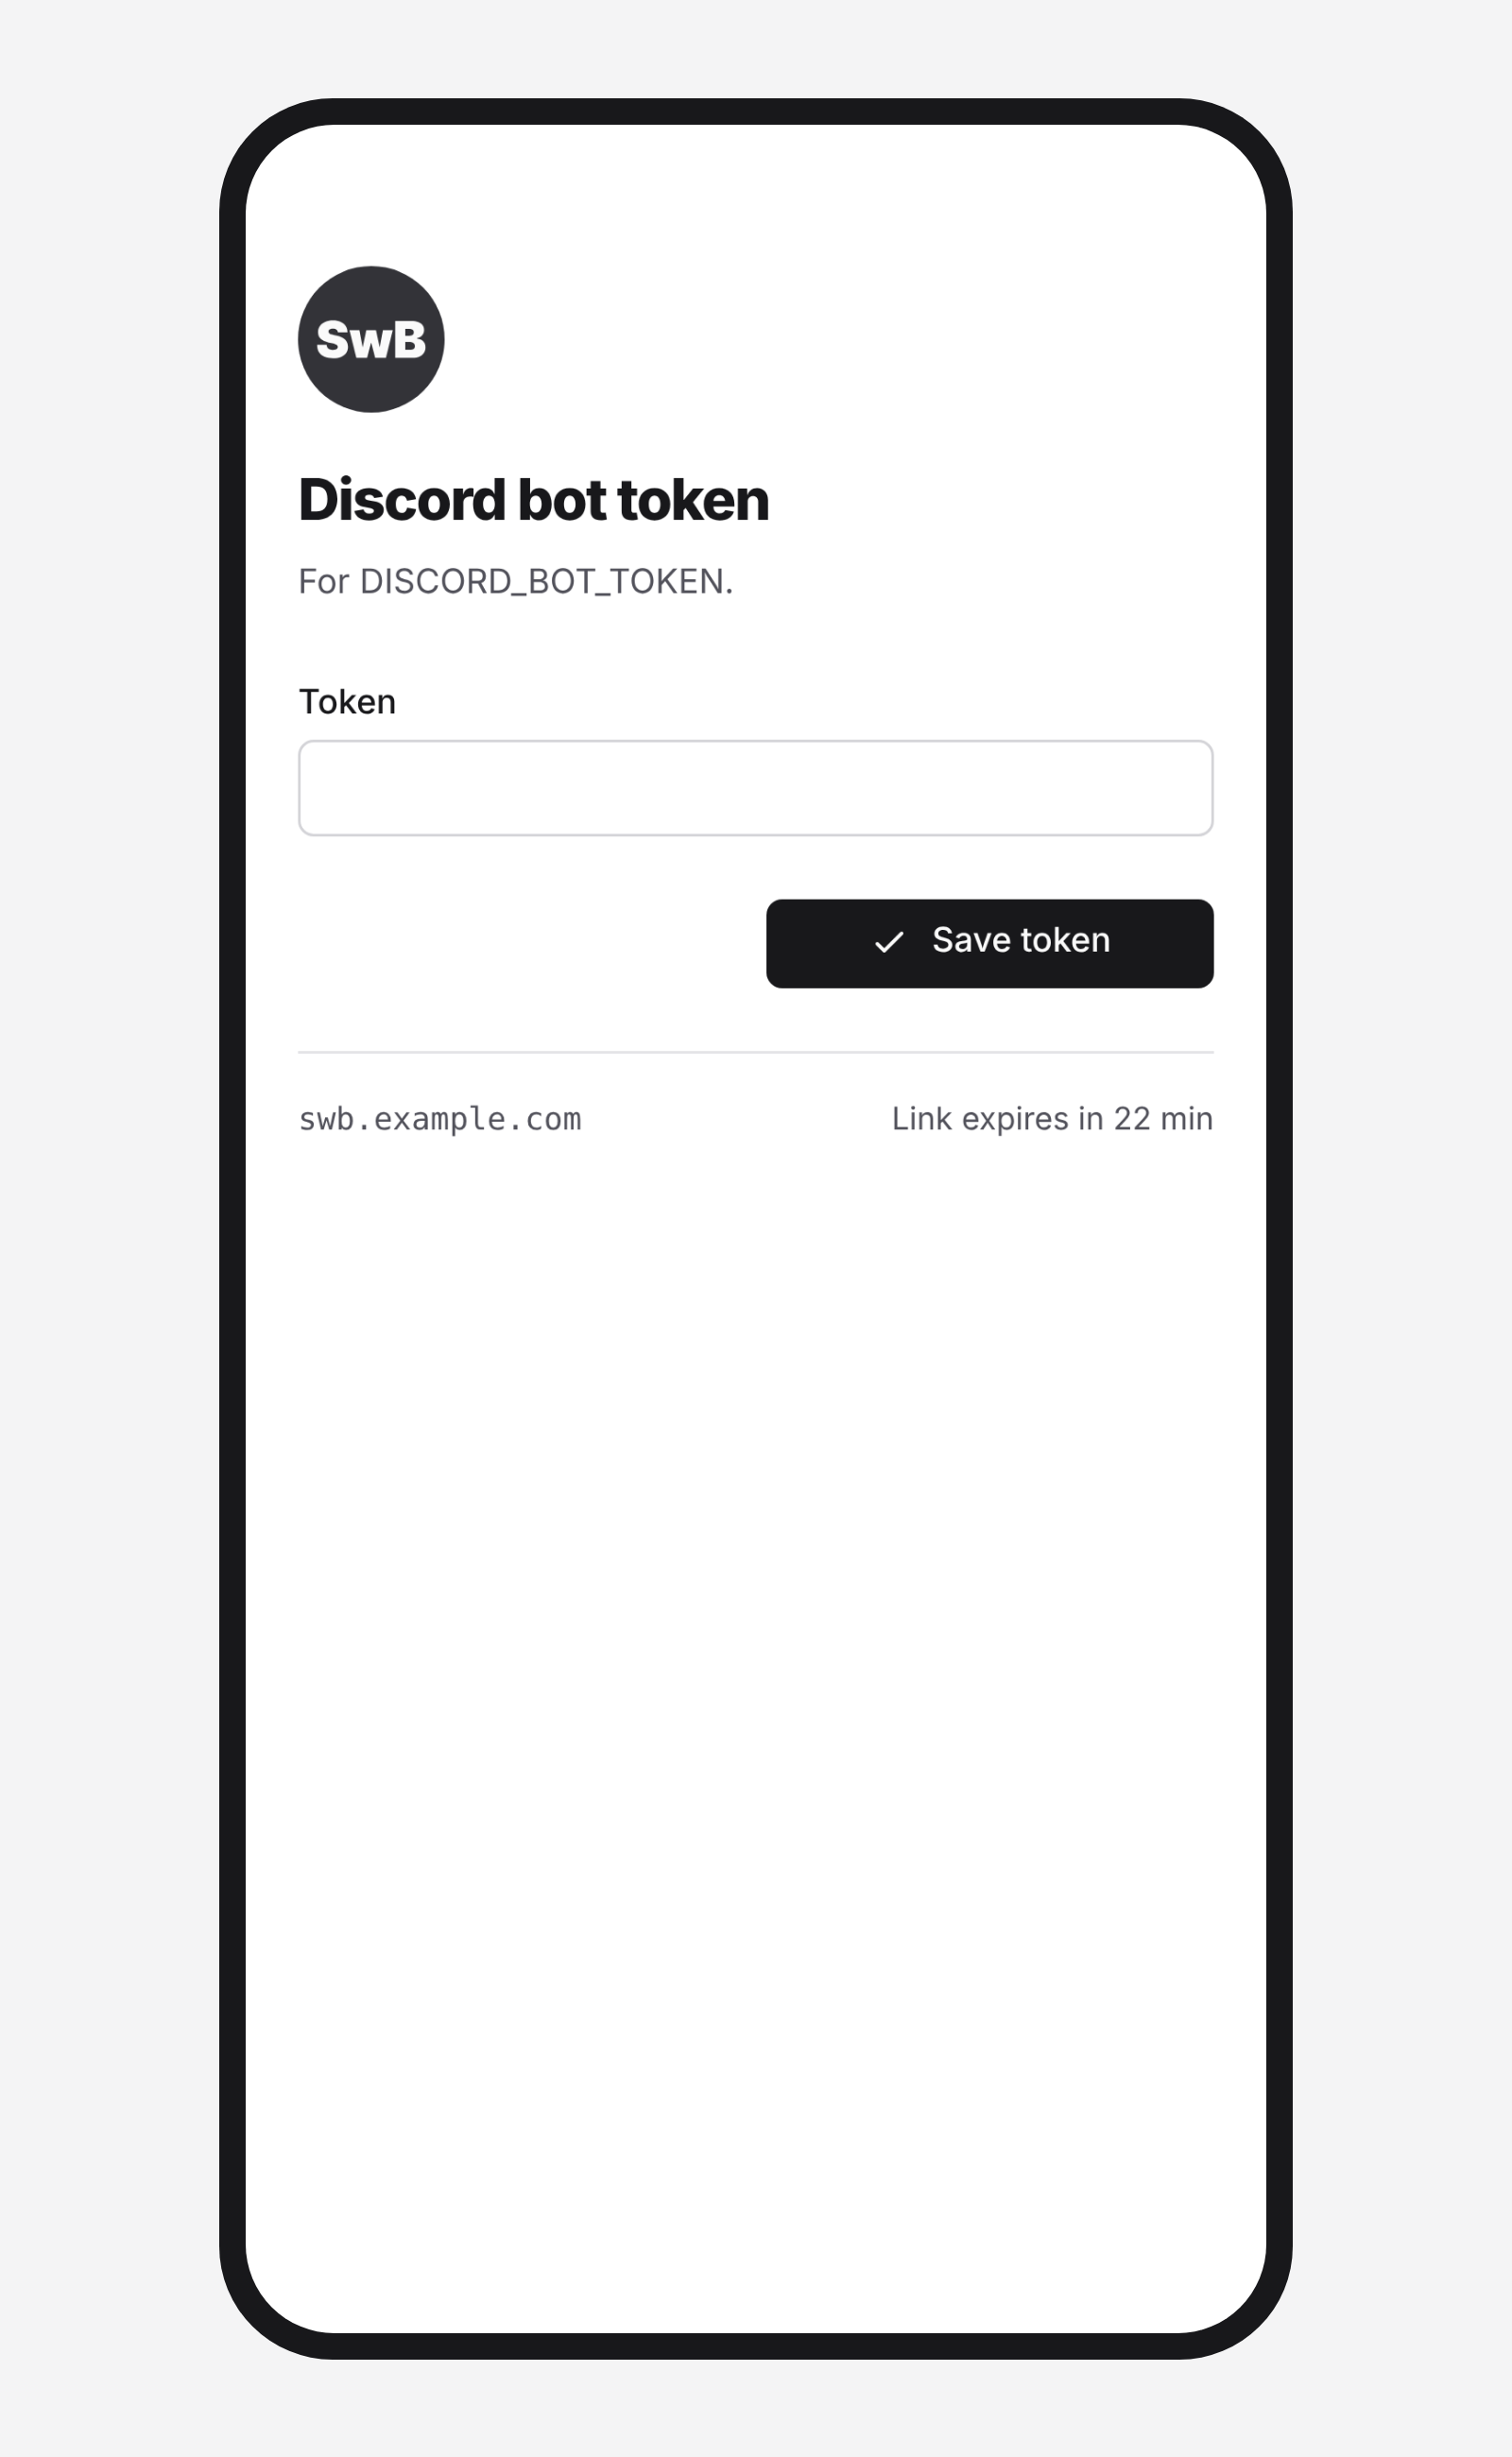 SwB
Discord bot token
For DISCORD_BOT_TOKEN.
Token
Save token
swb.example.com
Link expires in 22 min